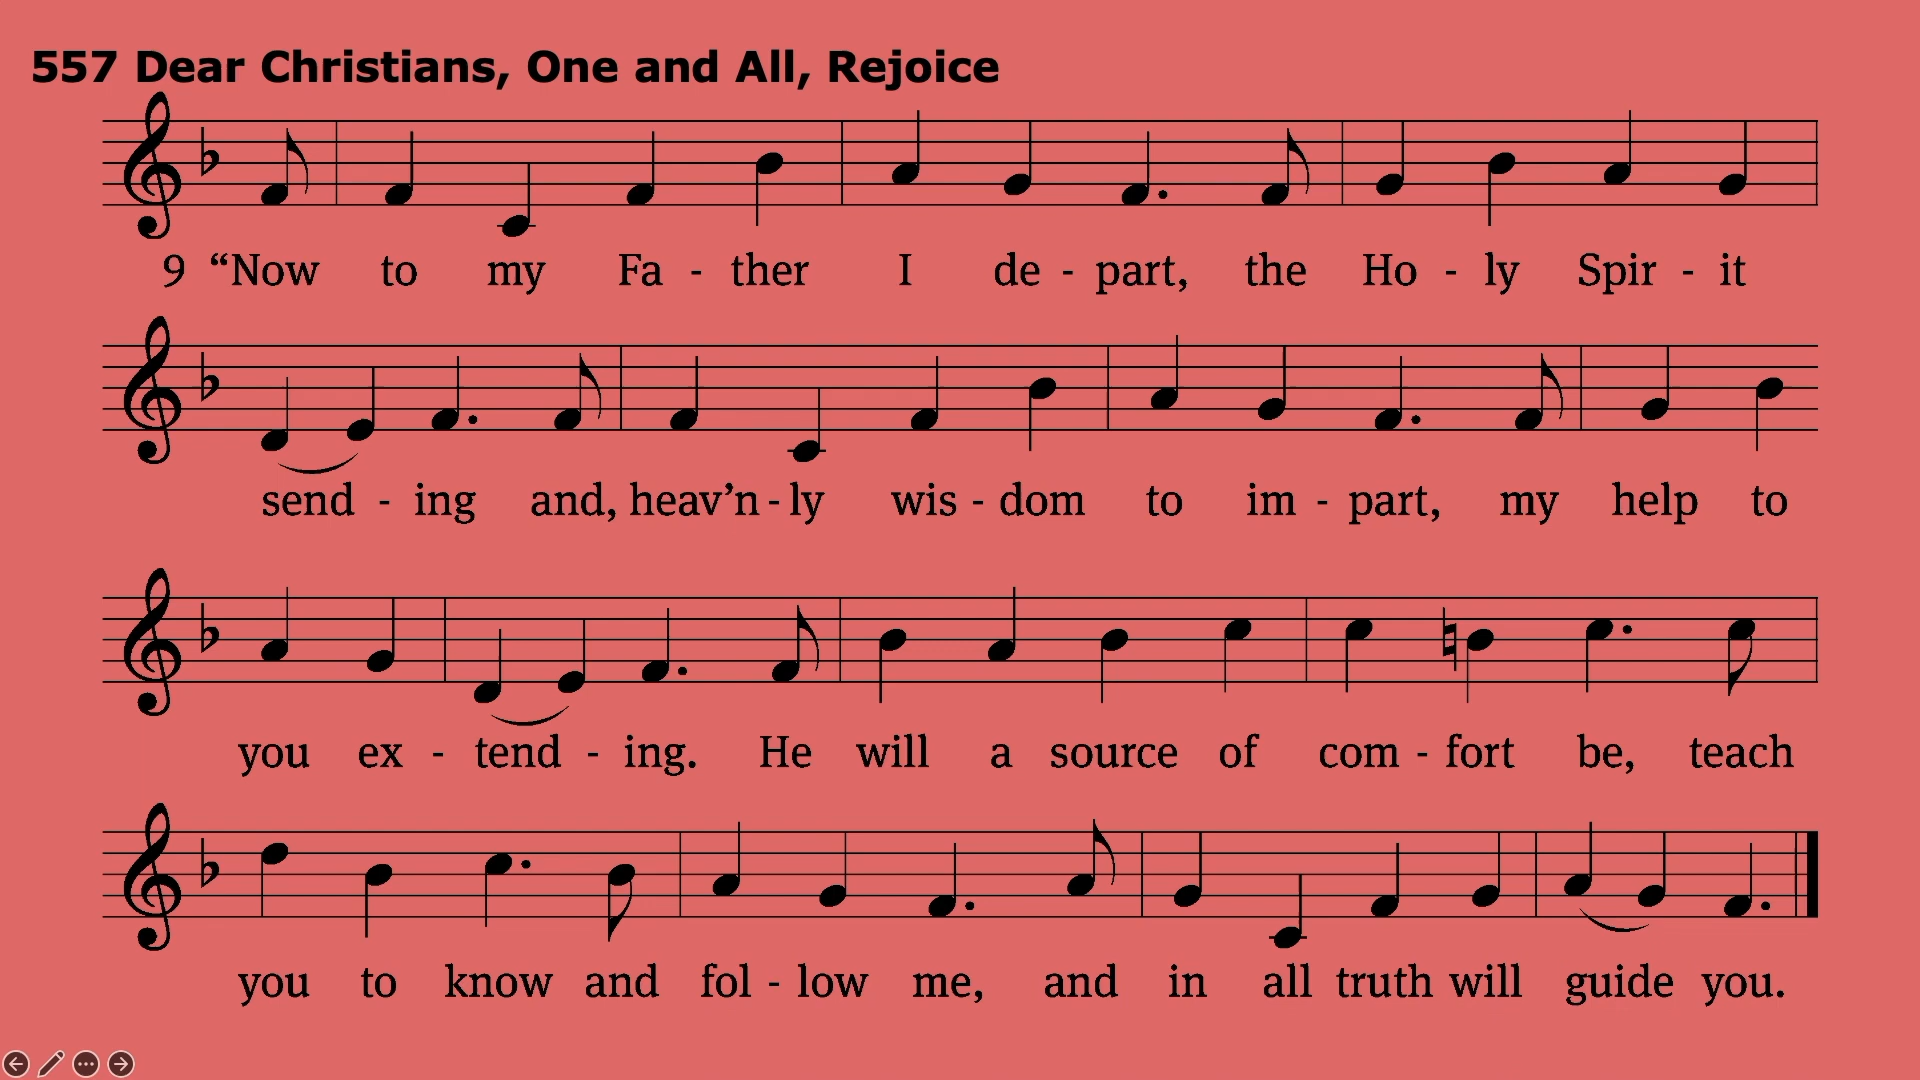 557 Dear Christians, One and All, Rejoice
9 “Now to my Fa - ther I de - part, the Ho - ly Spir - it
send - ing and, heav’n - ly wis - dom to im - part, my help to
you ex - tend - ing. He will a source of com - fort be, teach
you to know and fol - low me, and in all truth will guide you.